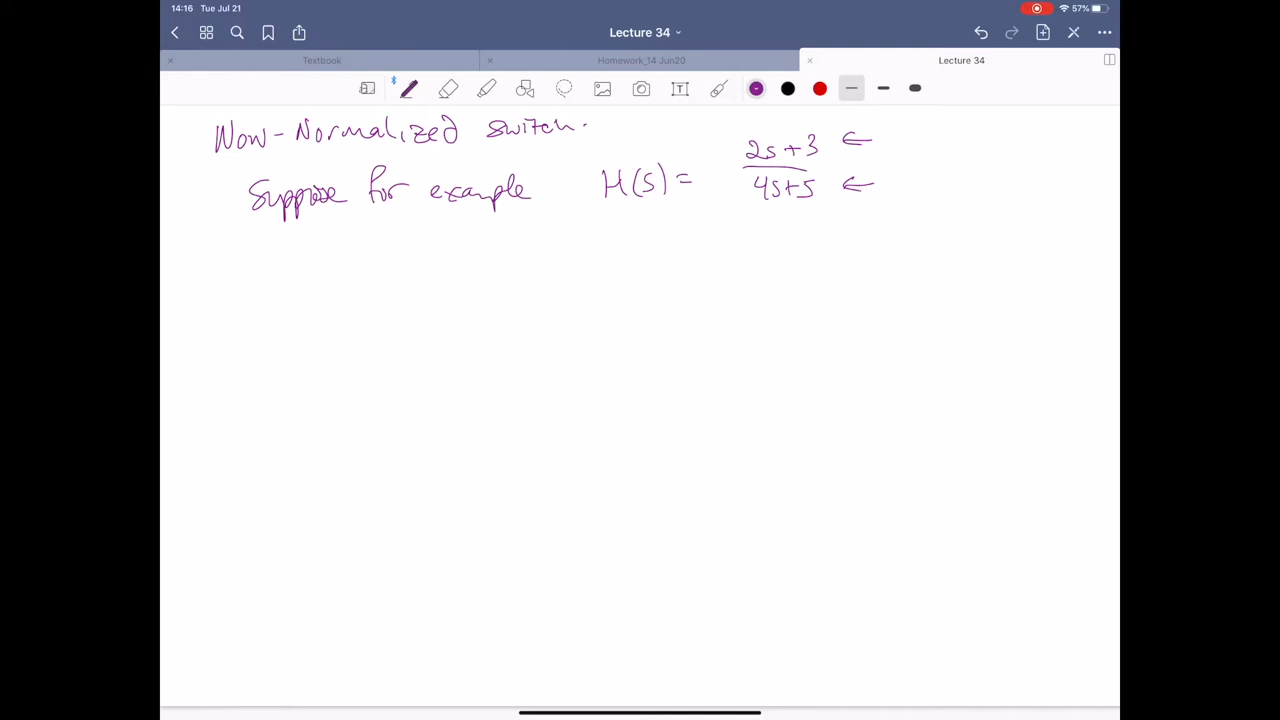 14:16 Tue Jul 21
57%
Lecture 34
Textbook
Homework_14 Jun20
Lecture 34
Non-Normalized switch.
Suppose for example H(s) = 2s+3 ←
4s+5 ←